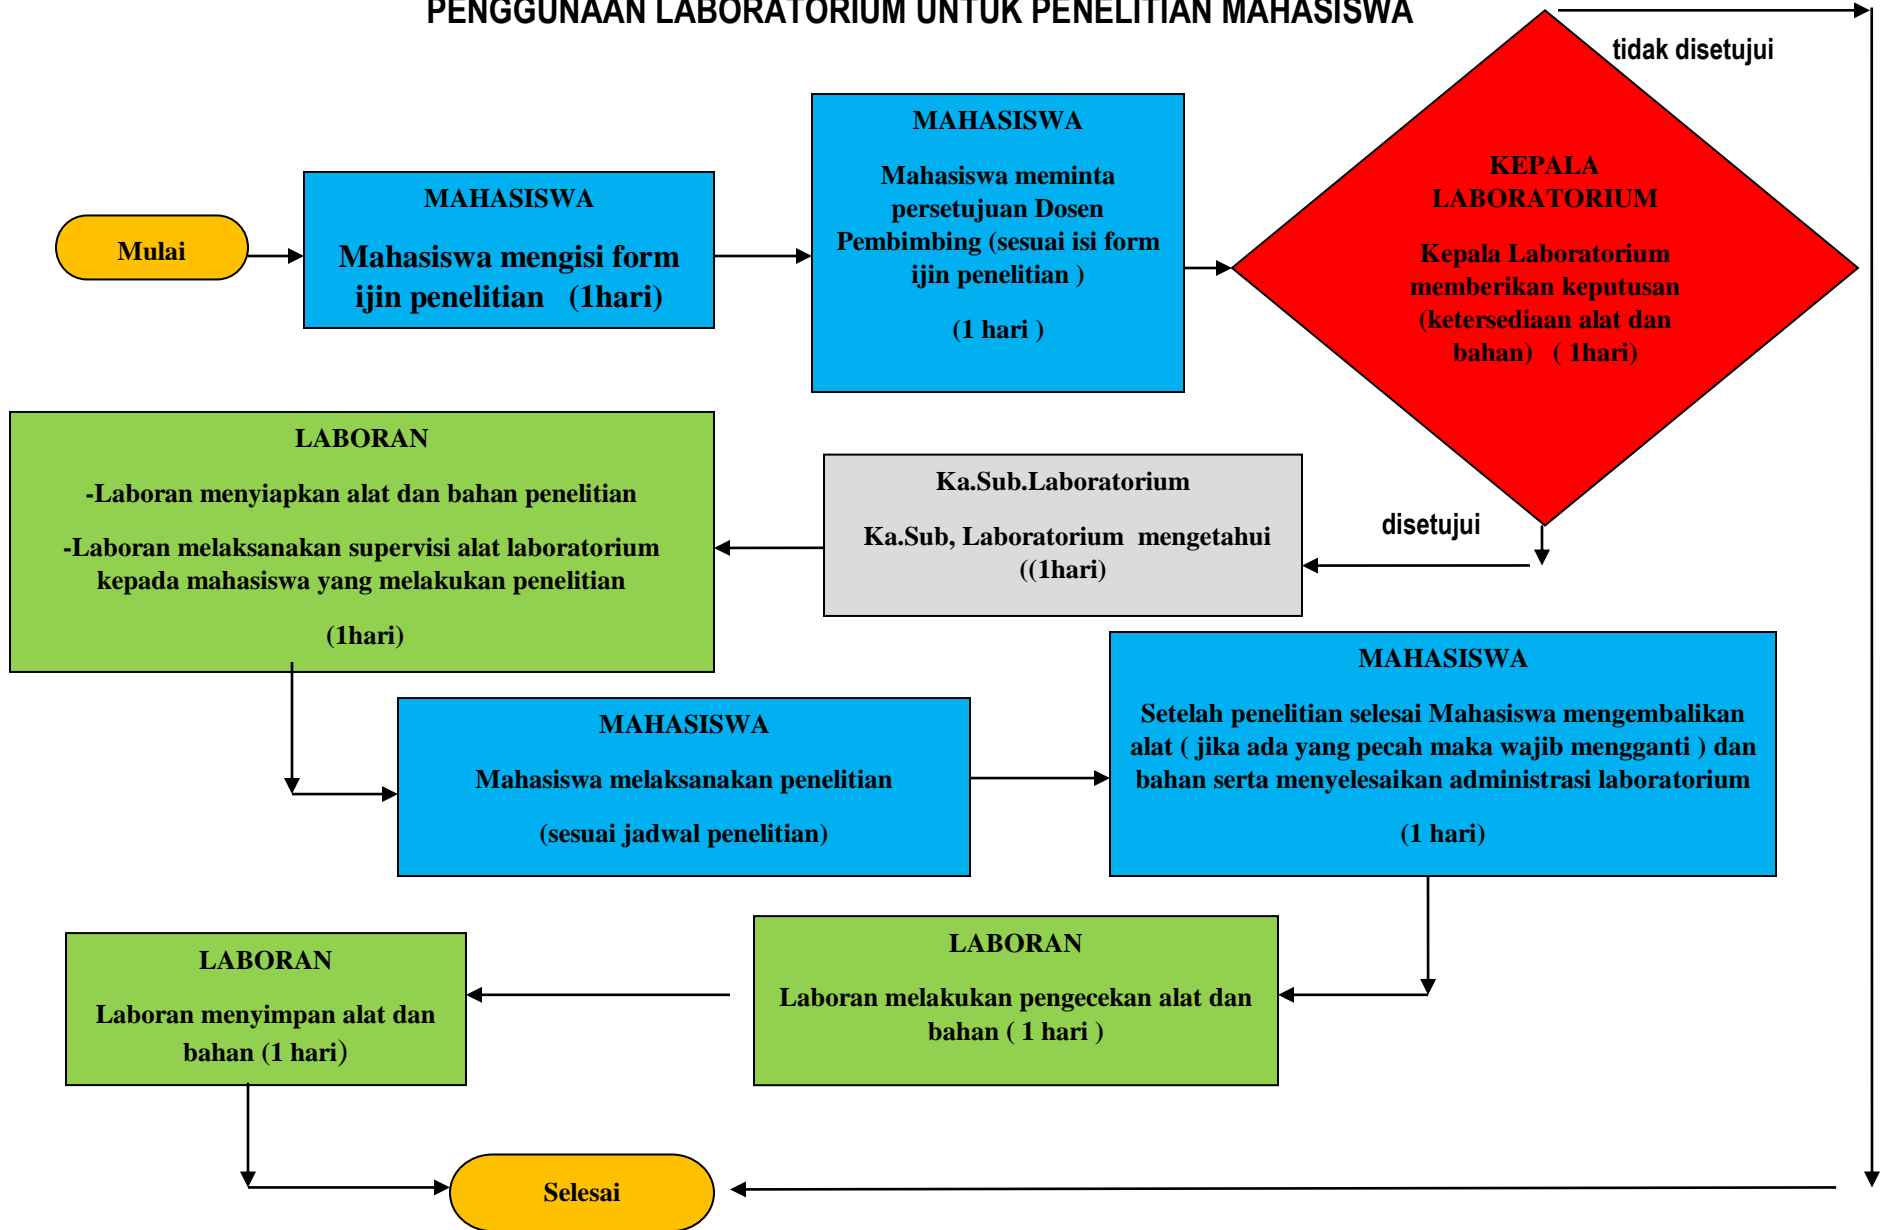 PENGGUNAAN LABORATORIUM UNTUK PENELITIAN MAHASISWA
tidak disetujui
Mulai
MAHASISWA
Mahasiswa mengisi form
ijin penelitian (1hari)
MAHASISWA
Mahasiswa meminta
persetujuan Dosen
Pembimbing (sesuai isi form
ijin penelitian )
(1 hari )
KEPALA
LABORATORIUM
Kepala Laboratorium
memberikan keputusan
(ketersediaan alat dan
bahan) ( 1hari)
disetujui
Ka.Sub.Laboratorium
Ka.Sub, Laboratorium mengetahui
((1hari)
LABORAN
-Laboran menyiapkan alat dan bahan penelitian
-Laboran melaksanakan supervisi alat laboratorium
kepada mahasiswa yang melakukan penelitian
(1hari)
MAHASISWA
Mahasiswa melaksanakan penelitian
(sesuai jadwal penelitian)
MAHASISWA
Setelah penelitian selesai Mahasiswa mengembalikan
alat ( jika ada yang pecah maka wajib mengganti ) dan
bahan serta menyelesaikan administrasi laboratorium
(1 hari)
LABORAN
Laboran melakukan pengecekan alat dan
bahan ( 1 hari )
LABORAN
Laboran menyimpan alat dan
bahan (1 hari)
Selesai